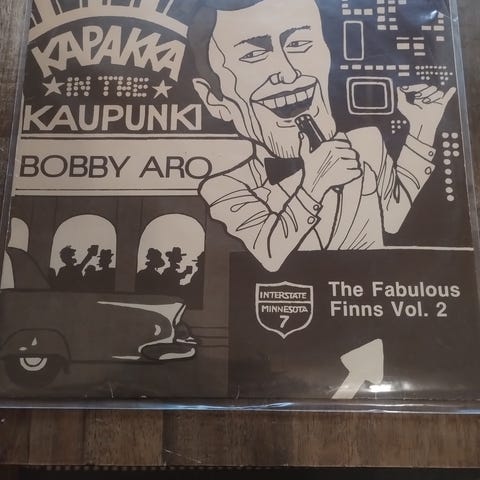 KAPAKKA
IN THE
KAUPUNKI
BOBBY ARO
INTERSTATE
MINNESOTA
7
The Fabulous
Finns Vol. 2